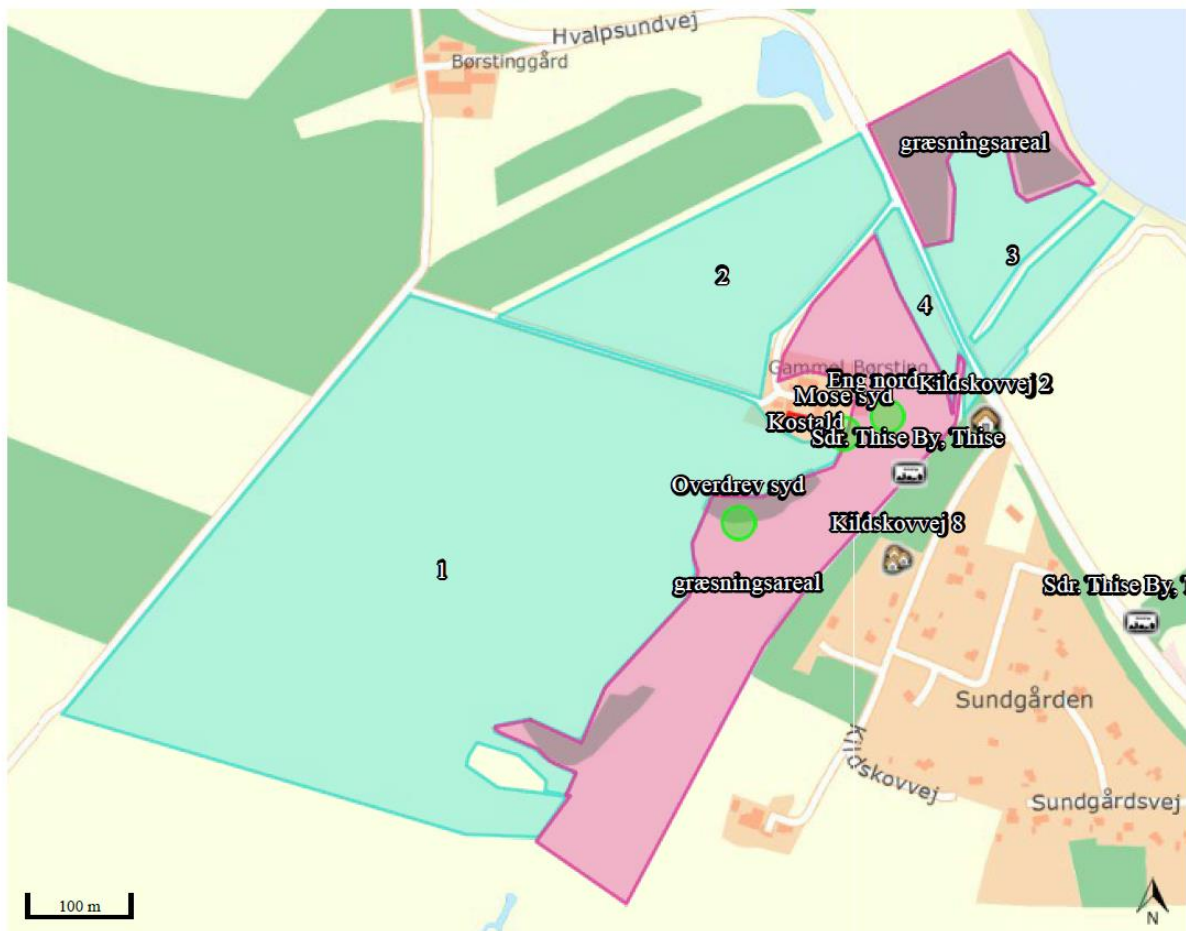 Hvalpsundvej
Børstinggård
græsningsareal
2
3
4
Gammel Børsting
Eng nord
Kildskovvej 2
Mose syd
Kostald
Sdr. Thise By, Thise
Overdrev syd
Kildskovvej 8
1
græsningsareal
Sdr. Thise By, T
Sundgården
Kildskovvej
Sundgårdsvej
100 m
N